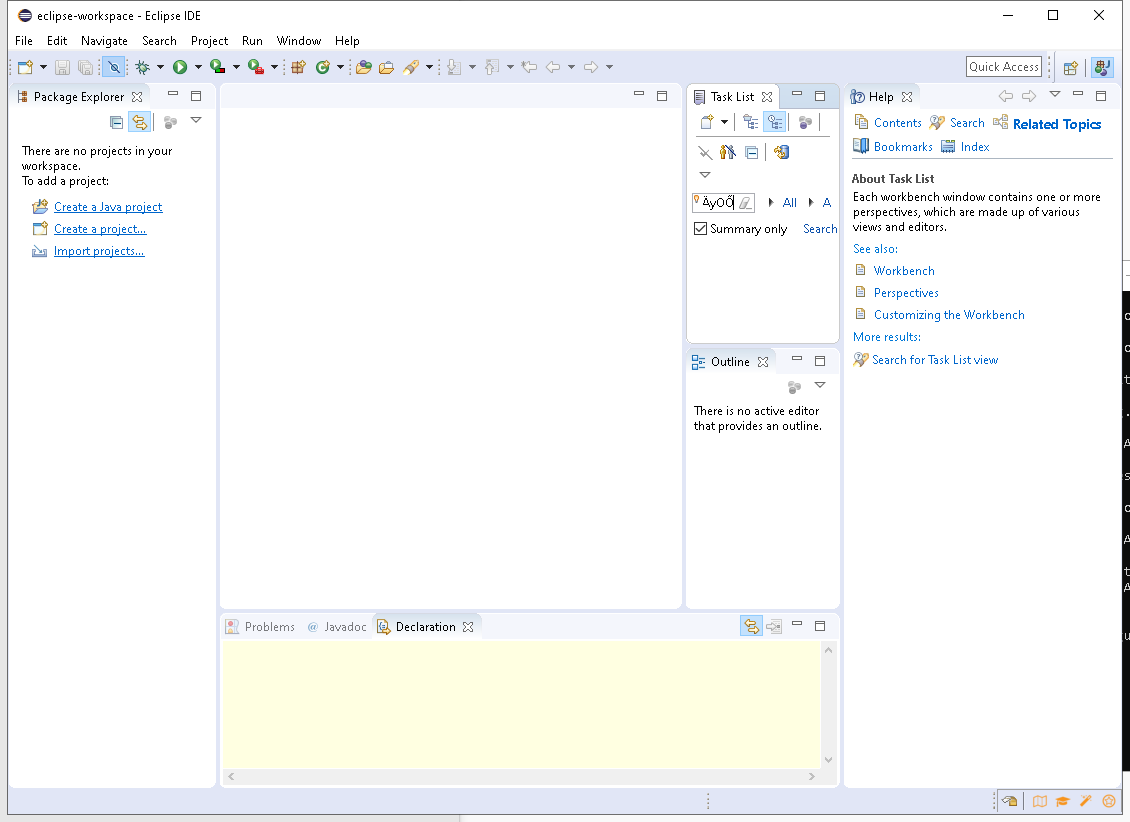 eclipse-workspace - Eclipse IDE
File Edit Navigate Search Project Run Window Help
Quick Access
Package Explorer
There are no projects in your
workspace.
To add a project:
Create a Java project
Create a project...
Import projects...
Task List
ÄyOÕ
All
A
Summary only
Search
Outline
There is no active editor
that provides an outline.
Problems
@ Javadoc
Declaration
Help
Contents
Search
Related Topics
Bookmarks
Index
About Task List
Each workbench window contains one or more
perspectives, which are made up of various
views and editors.
See also:
Workbench
Perspectives
Customizing the Workbench
More results:
Search for Task List view